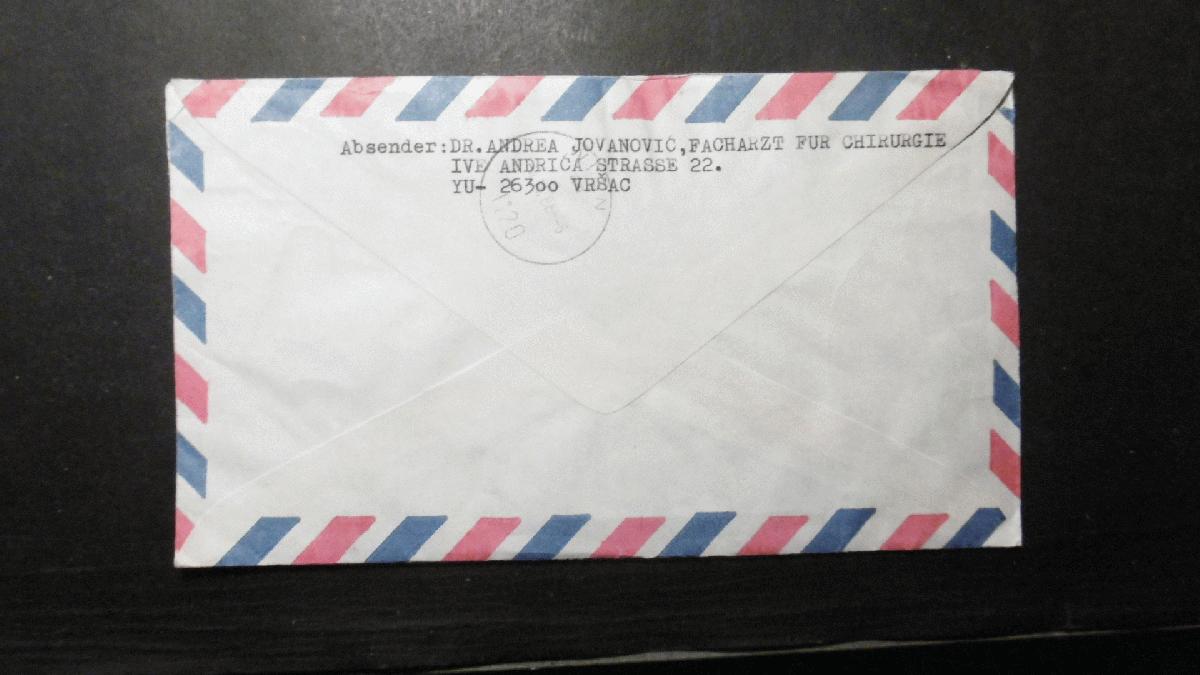 Absender:DR.ANDREA JOVANOVIĆ,FACHARZT FUR CHIRURGIE
IVE ANDRIĆA STRASSE 22.
YU- 26300 VRŠAC